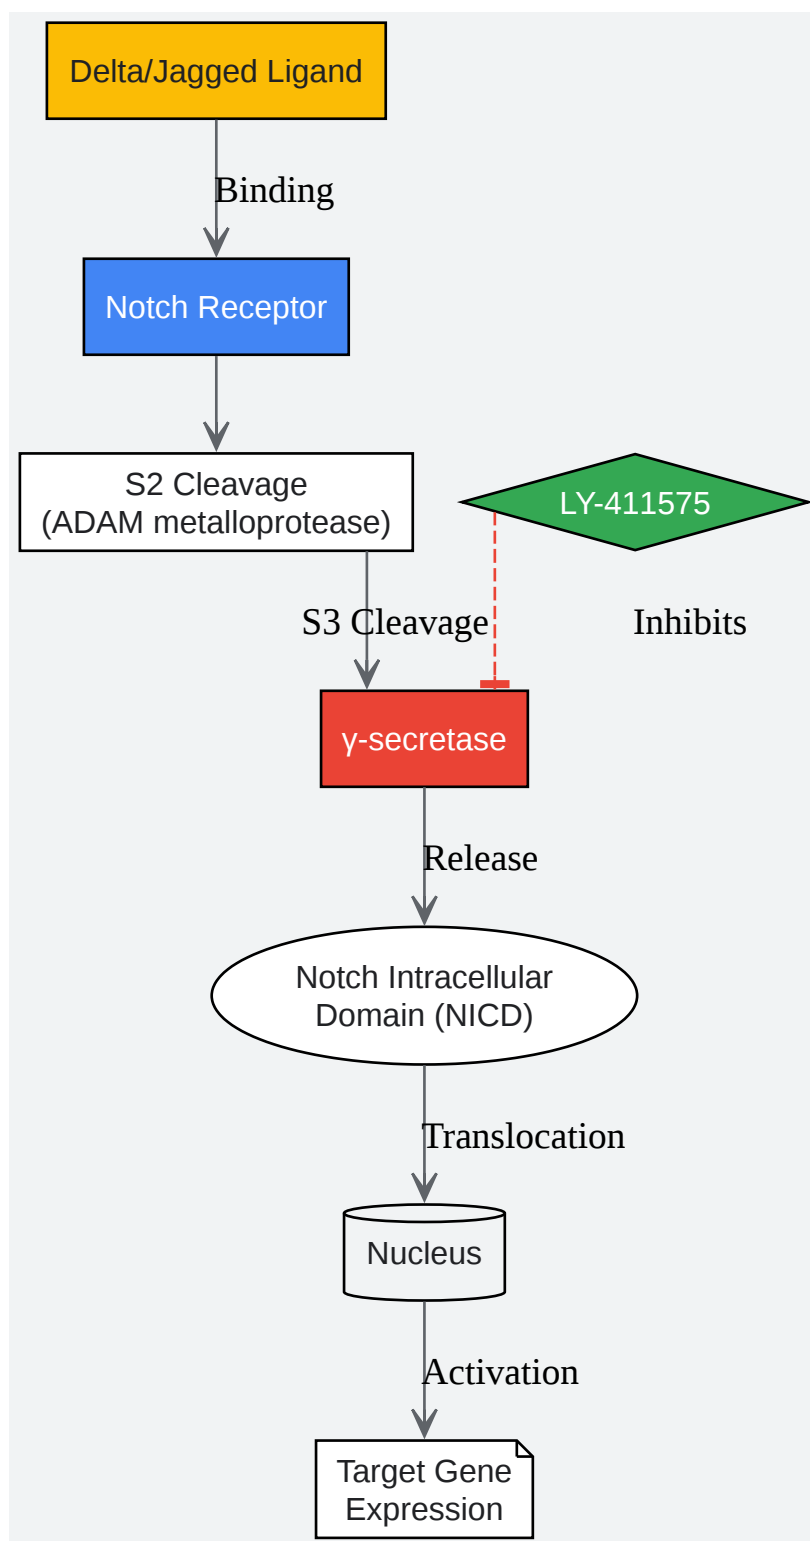 Delta/Jagged Ligand
Binding
Notch Receptor
S2 Cleavage
(ADAM metalloprotease)
LY-411575
S3 Cleavage
Inhibits
γ-secretase
Release
Notch Intracellular
Domain (NICD)
Translocation
Nucleus
Activation
Target Gene
Expression